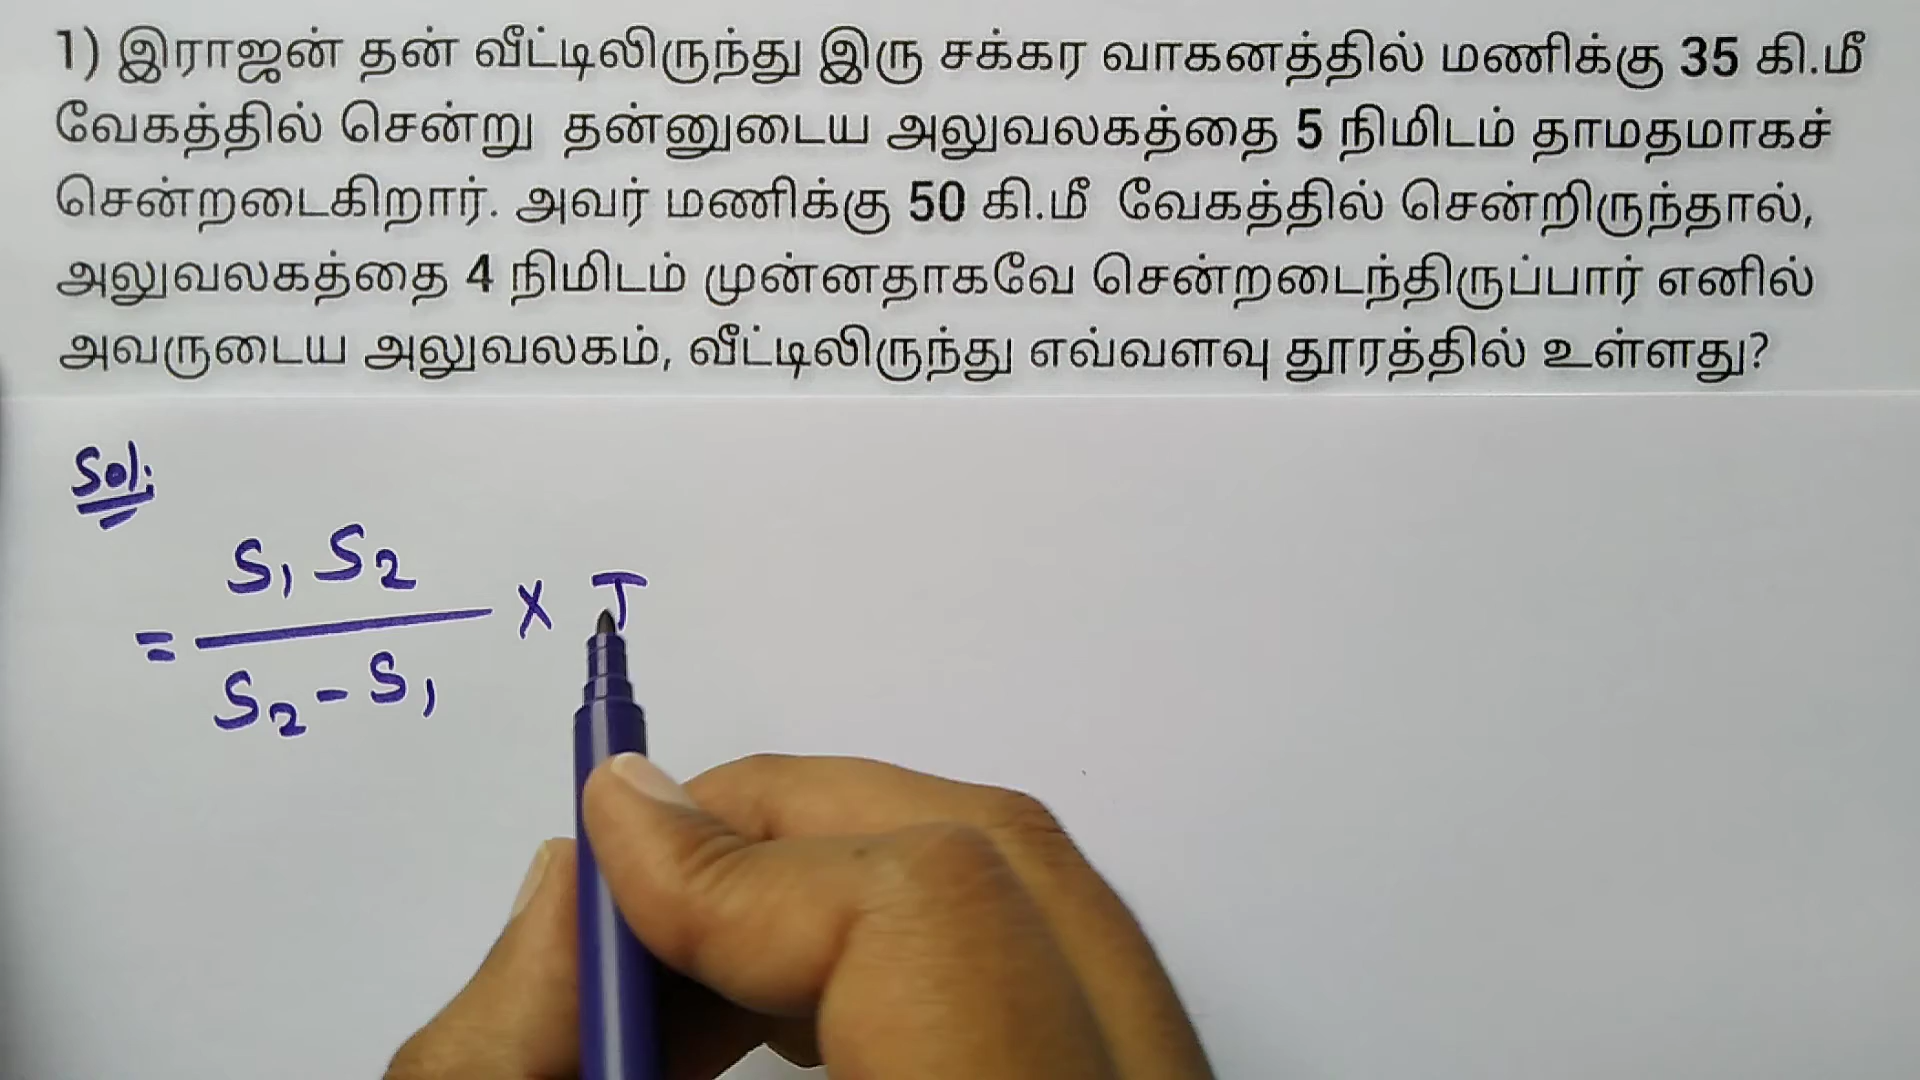 1) இராஜன் தன் வீட்டிலிருந்து இரு சக்கர வாகனத்தில் மணிக்கு 35 கி.மீ
வேகத்தில் சென்று தன்னுடைய அலுவலகத்தை 5 நிமிடம் தாமதமாகச்
சென்றடைகிறார். அவர் மணிக்கு 50 கி.மீ வேகத்தில் சென்றிருந்தால்,
அலுவலகத்தை 4 நிமிடம் முன்னதாகவே சென்றடைந்திருப்பார் எனில்
அவருடைய அலுவலகம், வீட்டிலிருந்து எவ்வளவு தூரத்தில் உள்ளது?
Sol:
S₁ S₂
= ────── × T
S₂ - S₁